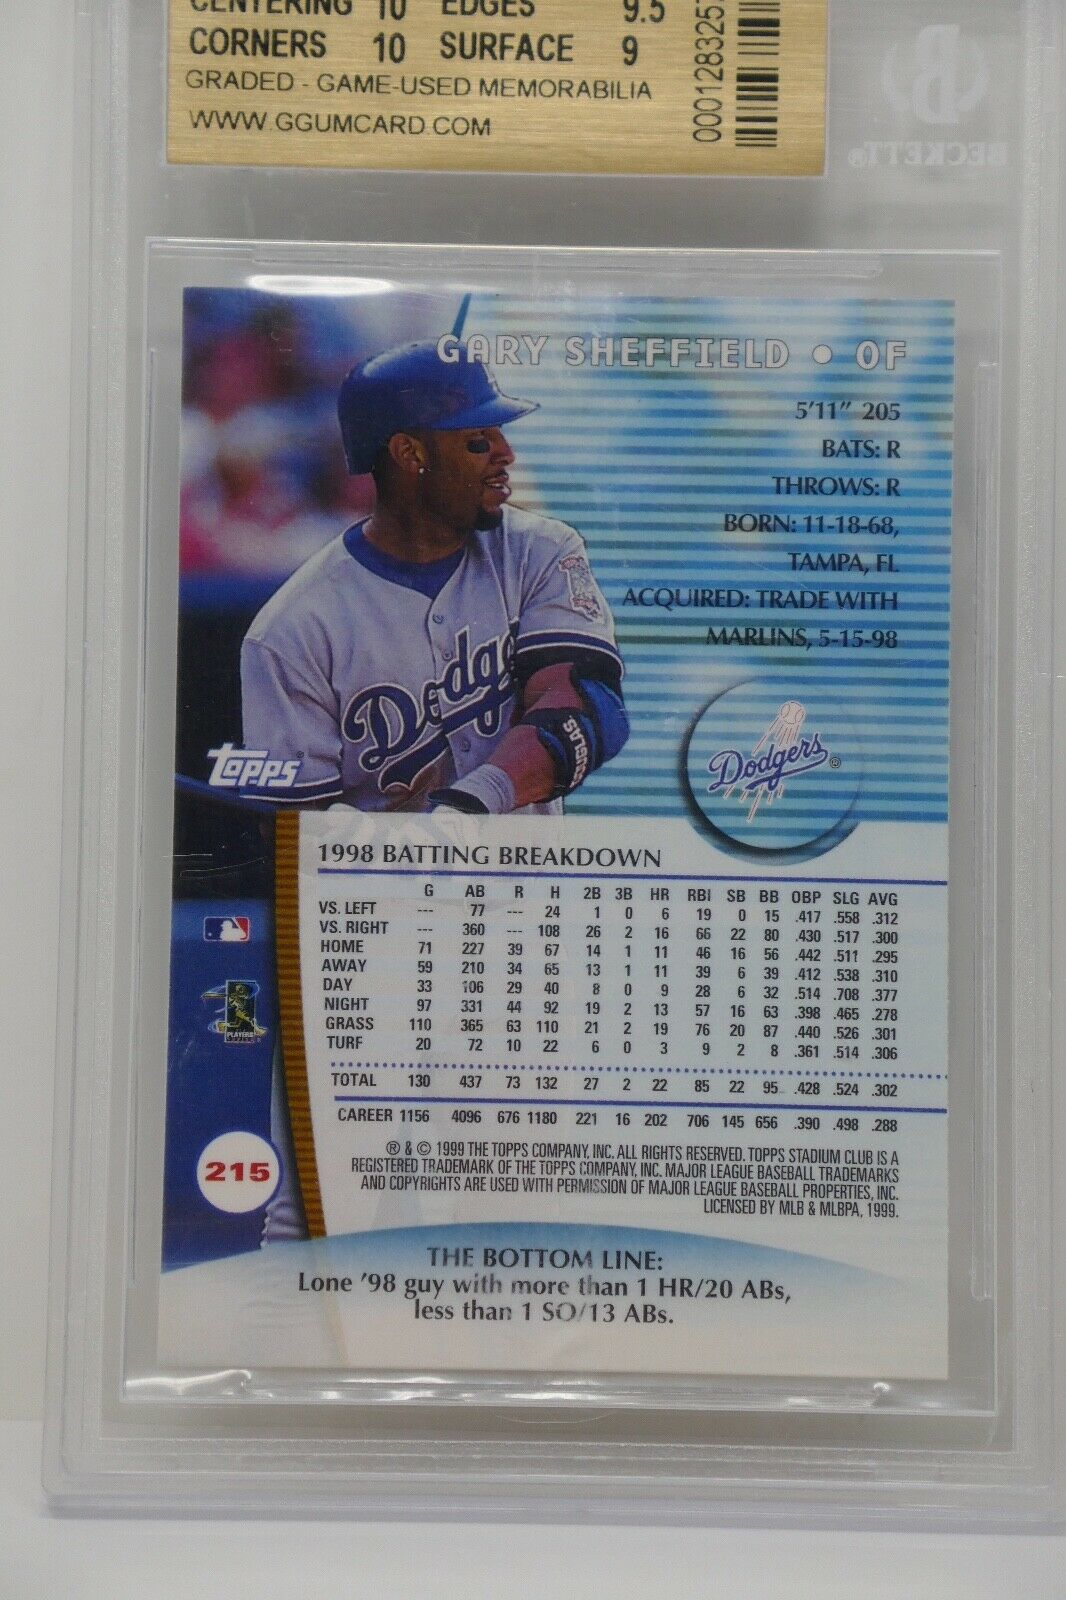 CENTERING 10 EDGES 9.5
CORNERS 10 SURFACE 9
GRADED - GAME-USED MEMORABILIA
WWW.GGUMCARD.COM
BECKETT®
GARY SHEFFIELD • OF
5'11" 205
BATS: R
THROWS: R
BORN: 11-18-68,
TAMPA, FL
ACQUIRED: TRADE WITH
MARLINS, 5-15-98
Dodgers®
topps®
1998 BATTING BREAKDOWN
G AB R H 2B 3B HR RBI SB BB OBP SLG AVG
VS. LEFT --- 77 --- 24 1 0 6 19 0 15 .417 .558 .312
VS. RIGHT --- 360 --- 108 26 2 16 66 22 80 .430 .517 .300
HOME 71 227 39 67 14 1 11 46 16 56 .442 .511 .295
AWAY 59 210 34 65 13 1 11 39 6 39 .412 .538 .310
DAY 33 106 29 40 8 0 9 28 6 32 .514 .708 .377
NIGHT 97 331 44 92 19 2 13 57 16 63 .398 .465 .278
GRASS 110 365 63 110 21 2 19 76 20 87 .440 .526 .301
TURF 20 72 10 22 6 0 3 9 2 8 .361 .514 .306
TOTAL 130 437 73 132 27 2 22 85 22 95 .428 .524 .302
CAREER 1156 4096 676 1180 221 16 202 706 145 656 .390 .498 .288
PLAYERS
® & © 1999 THE TOPPS COMPANY, INC. ALL RIGHTS RESERVED. TOPPS STADIUM CLUB IS A
REGISTERED TRADEMARK OF THE TOPPS COMPANY, INC. MAJOR LEAGUE BASEBALL TRADEMARKS
AND COPYRIGHTS ARE USED WITH PERMISSION OF MAJOR LEAGUE BASEBALL PROPERTIES, INC.
LICENSED BY MLB & MLBPA, 1999.
215
THE BOTTOM LINE:
Lone '98 guy with more than 1 HR/20 ABs,
less than 1 SO/13 ABs.